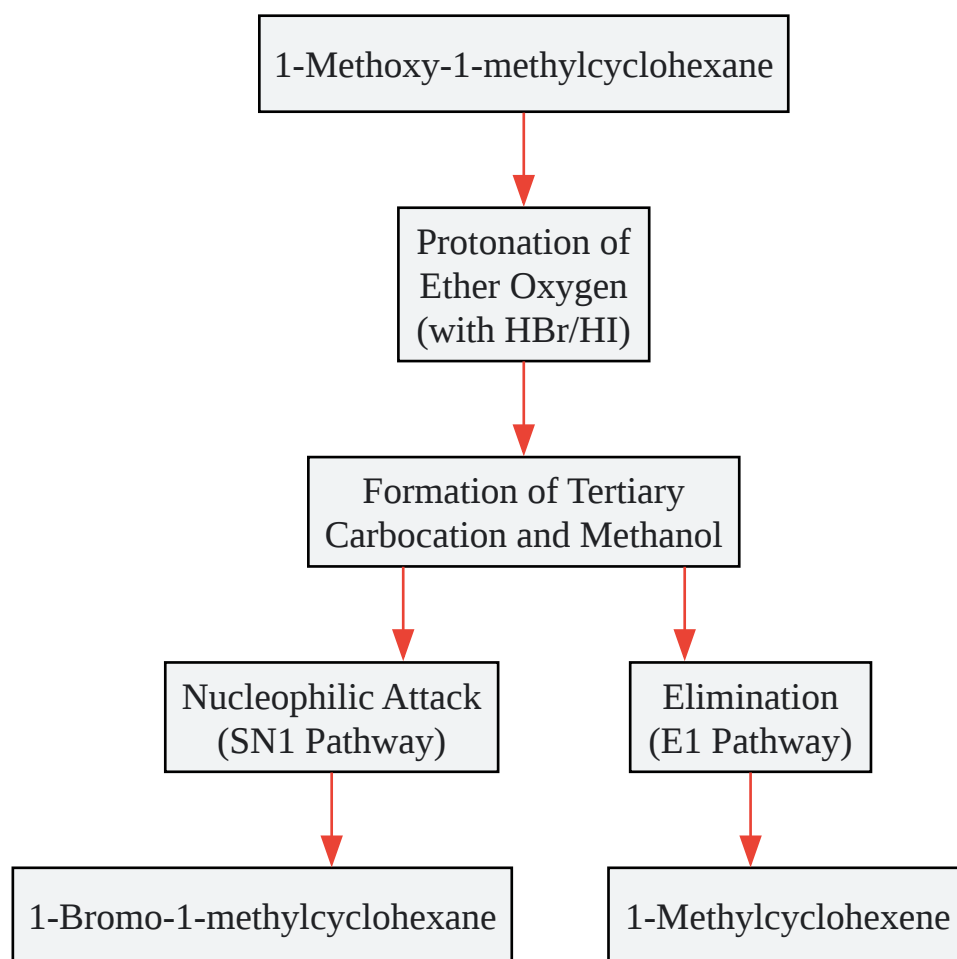 1-Methoxy-1-methylcyclohexane
Protonation of
Ether Oxygen
(with HBr/HI)
Formation of Tertiary
Carbocation and Methanol
Nucleophilic Attack
(SN1 Pathway)
Elimination
(E1 Pathway)
1-Bromo-1-methylcyclohexane
1-Methylcyclohexene